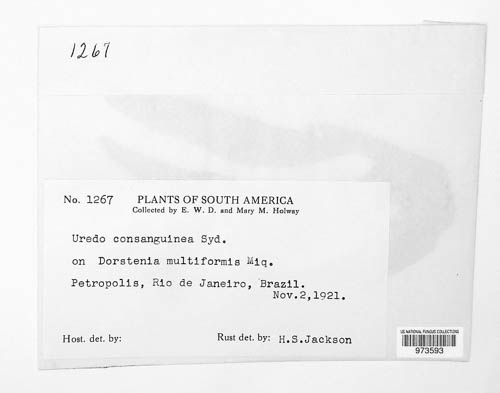 1267
No. 1267 PLANTS OF SOUTH AMERICA
Collected by E. W. D. and Mary M. Holway
Uredo consanguinea Syd.
on Dorstenia multiformis Miq.
Petropolis, Rio de Janeiro, Brazil.
Nov.2,1921.
Host. det. by: Rust det. by: H.S.Jackson
US NATIONAL FUNGUS COLLECTIONS
973593